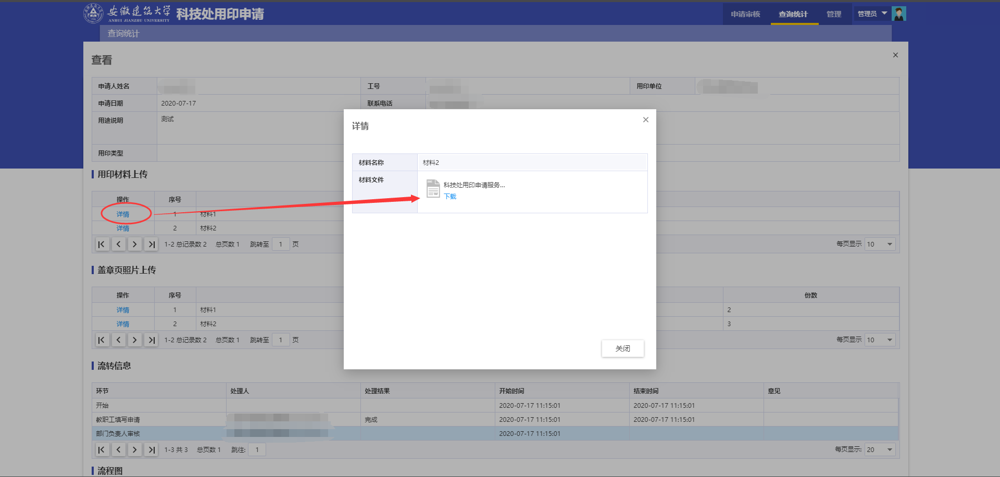 安徽建筑大学
ANHUI JIANZHU UNIVERSITY
科技处用印申请
申请审核 查询统计 管理 管理员
查询统计
查看
申请人姓名 工号 用印单位
申请日期 2020-07-17 联系电话
用途说明 测试
用印类型
用印材料上传
操作 序号
详情 1 材料1
详情 2 材料2
1-2 总记录数 2 总页数 1 跳转至 1 页 每页显示 10
盖章页照片上传
操作 序号 份数
详情 1 材料1 2
详情 2 材料2 3
1-2 总记录数 2 总页数 1 跳转至 1 页 每页显示 10
流转信息
环节 处理人 处理结果 开始时间 结束时间 意见
开始 2020-07-17 11:15:01 2020-07-17 11:15:01
教职工填写申请 完成 2020-07-17 11:15:01 2020-07-17 11:15:01
部门负责人审核 2020-07-17 11:15:01
1-3 共 3 总页数 1 跳往: 1 每页显示: 20
流程图
详情
材料名称 材料2
材料文件 科技处用印申请服务...
下载
关闭